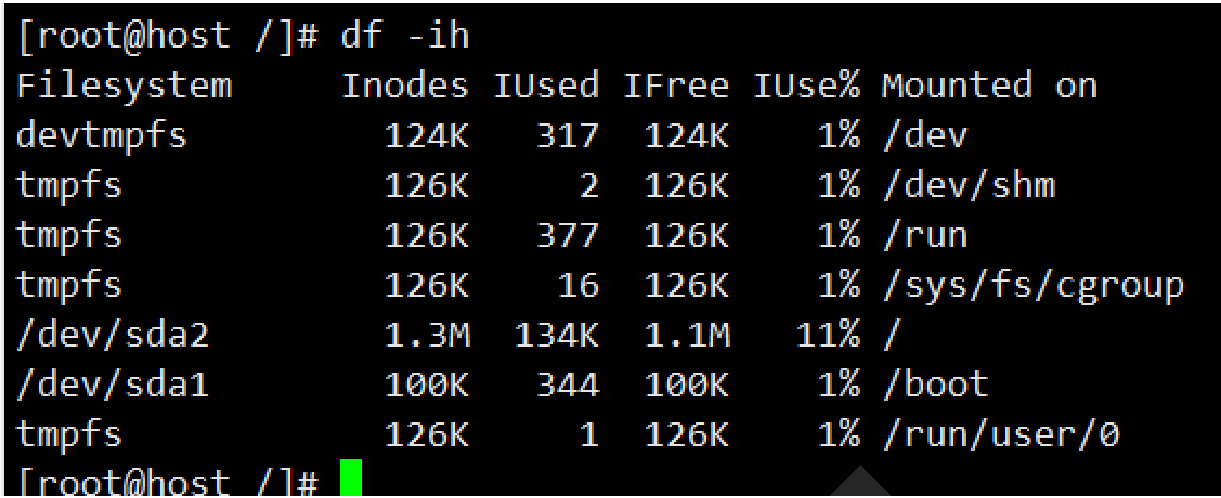 [root@host /]# df -ih
Filesystem Inodes IUsed IFree IUse% Mounted on
devtmpfs 124K 317 124K 1% /dev
tmpfs 126K 2 126K 1% /dev/shm
tmpfs 126K 377 126K 1% /run
tmpfs 126K 16 126K 1% /sys/fs/cgroup
/dev/sda2 1.3M 134K 1.1M 11% /
/dev/sda1 100K 344 100K 1% /boot
tmpfs 126K 1 126K 1% /run/user/0
[root@host /]#